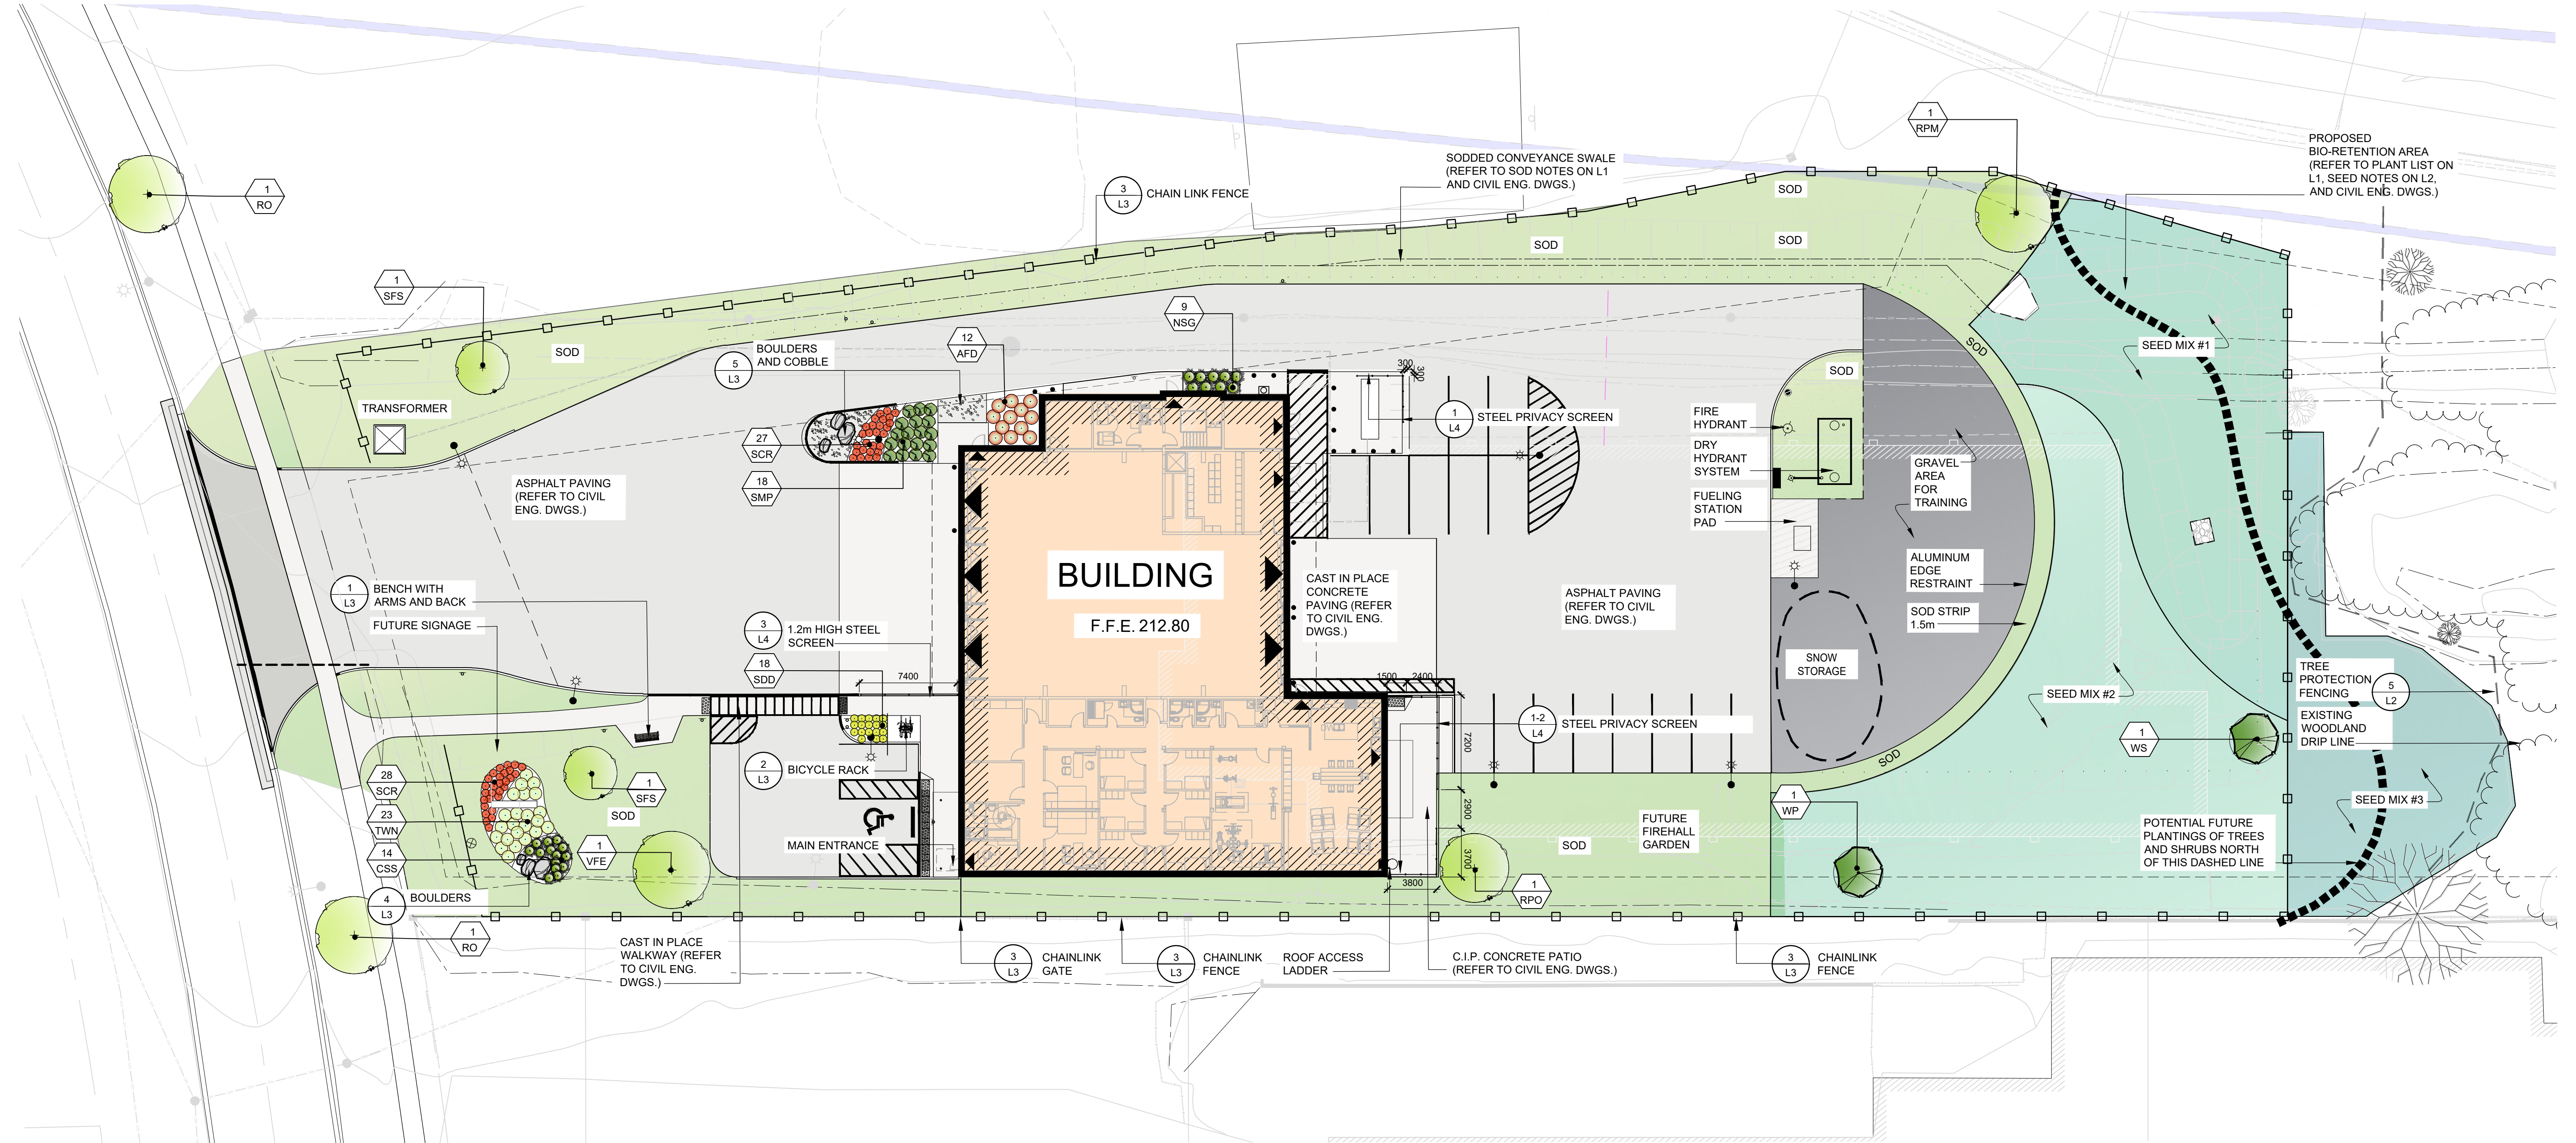 1
RPM
PROPOSED
BIO-RETENTION AREA
(REFER TO PLANT LIST ON
L1, SEED NOTES ON L2,
AND CIVIL ENG. DWGS.)
SODDED CONVEYANCE SWALE
(REFER TO SOD NOTES ON L1
AND CIVIL ENG. DWGS.)
3
L3
CHAIN LINK FENCE
1
RO
SOD
SOD
SOD
1
SFS
9
NSG
12
AFD
SOD
5
L3
BOULDERS
AND COBBLE
SEED MIX #1
SOD
300
300
SOD
TRANSFORMER
1
L4
STEEL PRIVACY SCREEN
FIRE
HYDRANT
DRY
HYDRANT
SYSTEM
FUELING
STATION
PAD
27
SCR
18
SMP
GRAVEL
AREA
FOR
TRAINING
ASPHALT PAVING
(REFER TO CIVIL
ENG. DWGS.)
BUILDING
F.F.E. 212.80
CAST IN PLACE
CONCRETE
PAVING (REFER
TO CIVIL ENG.
DWGS.)
ASPHALT PAVING
(REFER TO CIVIL
ENG. DWGS.)
ALUMINUM
EDGE
RESTRAINT
SOD STRIP
1.5m
1
L3
BENCH WITH
ARMS AND BACK
FUTURE SIGNAGE
3
L4
1.2m HIGH STEEL
SCREEN
18
SDD
7400
1500
2400
SNOW
STORAGE
TREE
PROTECTION
FENCING
5
L2
EXISTING
WOODLAND
DRIP LINE
SEED MIX #2
1-2
L4
STEEL PRIVACY SCREEN
7200
1
WS
SOD
2
L3
BICYCLE RACK
28
SCR
23
TWN
14
CSS
1
SFS
SOD
1
VFE
MAIN ENTRANCE
2900
3700
3800
1
WP
SEED MIX #3
FUTURE
FIREHALL
GARDEN
SOD
POTENTIAL FUTURE
PLANTINGS OF TREES
AND SHRUBS NORTH
OF THIS DASHED LINE
4
L3
BOULDERS
1
RPO
1
RO
CAST IN PLACE
WALKWAY (REFER
TO CIVIL ENG.
DWGS.)
3
L3
CHAINLINK
GATE
3
L3
CHAINLINK
FENCE
ROOF ACCESS
LADDER
C.I.P. CONCRETE PATIO
(REFER TO CIVIL ENG. DWGS.)
3
L3
CHAINLINK
FENCE